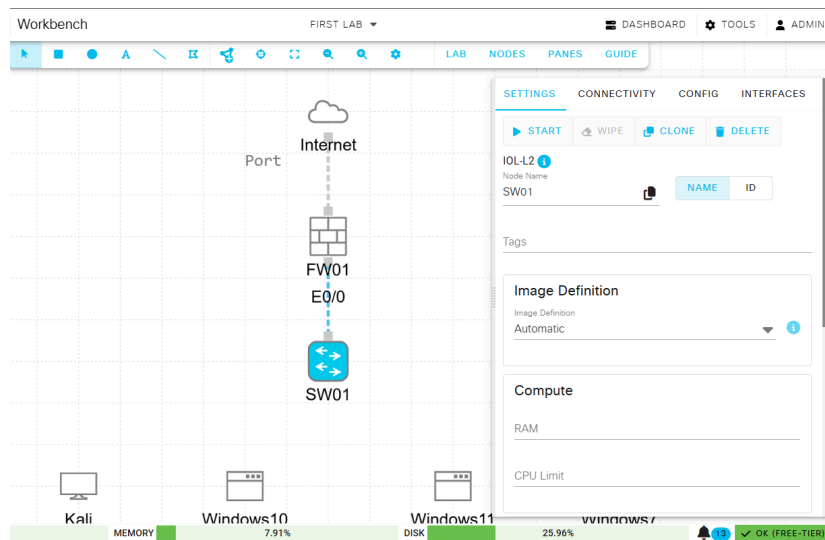 Workbench FIRST LAB DASHBOARD TOOLS ADMIN
A LAB NODES PANES GUIDE
SETTINGS CONNECTIVITY CONFIG INTERFACES
START WIPE CLONE DELETE
Internet
Port
IOL-L2
Node Name
SW01 NAME ID
Tags
FW01
E0/0
Image Definition
Image Definition
Automatic
SW01
Compute
RAM
CPU Limit
Kali Windows10 Windows11 Windows7
MEMORY 7.91% DISK 25.96% 13 OK (FREE-TIER)